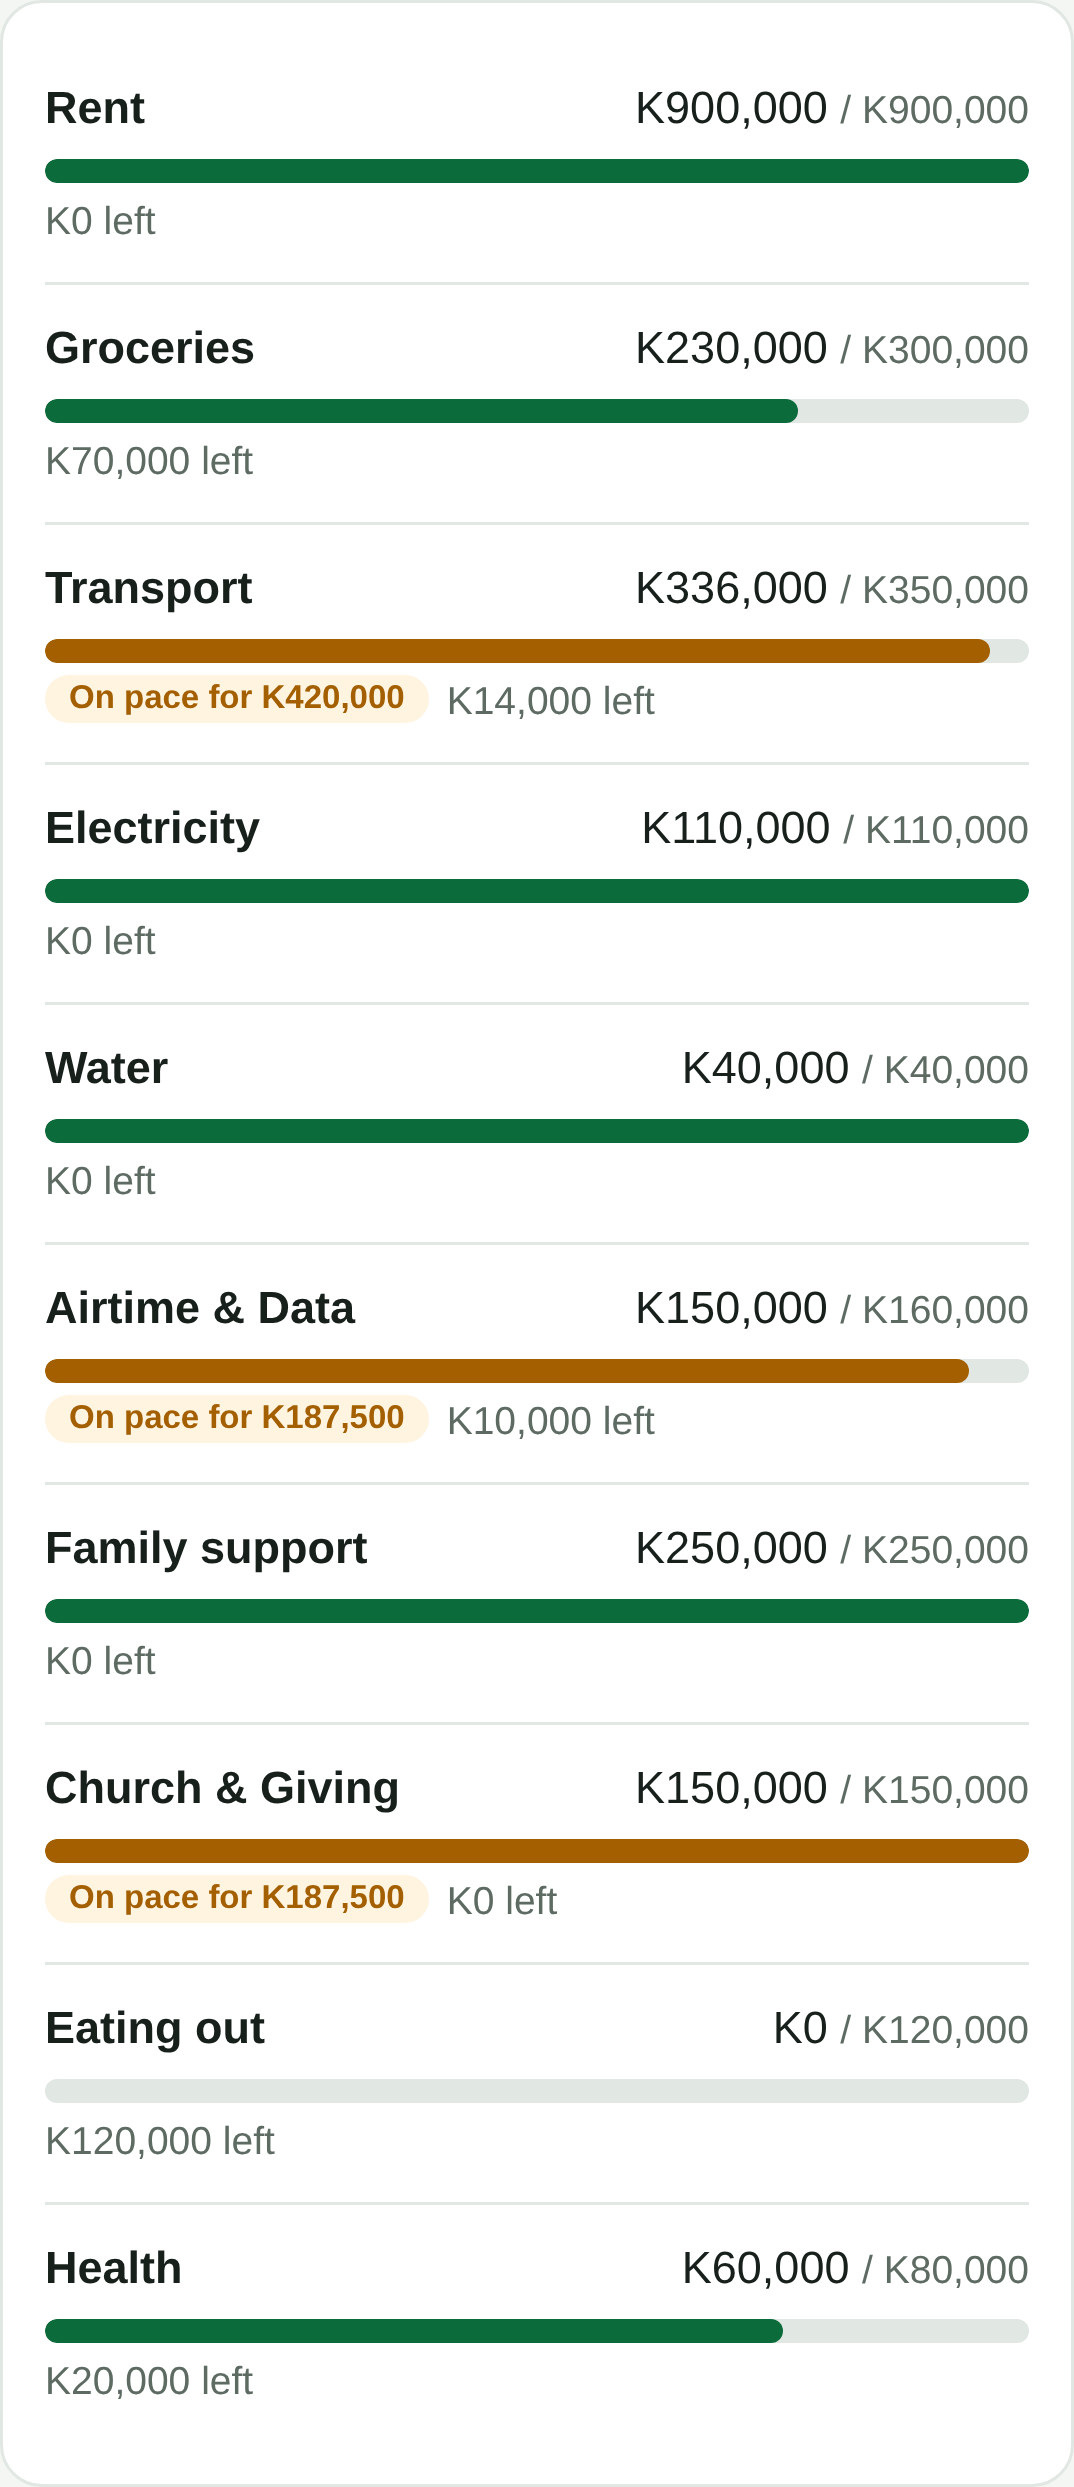 Rent K900,000 / K900,000
K0 left
Groceries K230,000 / K300,000
K70,000 left
Transport K336,000 / K350,000
On pace for K420,000 K14,000 left
Electricity K110,000 / K110,000
K0 left
Water K40,000 / K40,000
K0 left
Airtime & Data K150,000 / K160,000
On pace for K187,500 K10,000 left
Family support K250,000 / K250,000
K0 left
Church & Giving K150,000 / K150,000
On pace for K187,500 K0 left
Eating out K0 / K120,000
K120,000 left
Health K60,000 / K80,000
K20,000 left